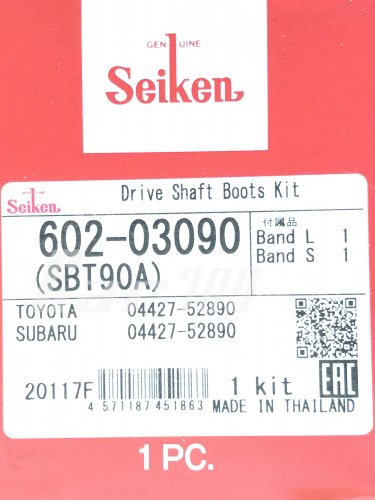 GENUINE
Seiken
Seiken
Drive Shaft Boots Kit
602-03090
(SBT90A)
付属品
Band L 1
Band S 1
TOYOTA 04427-52890
SUBARU 04427-52890
20117F
4 571187 451863
1 kit
EAC
MADE IN THAILAND
1 PC.